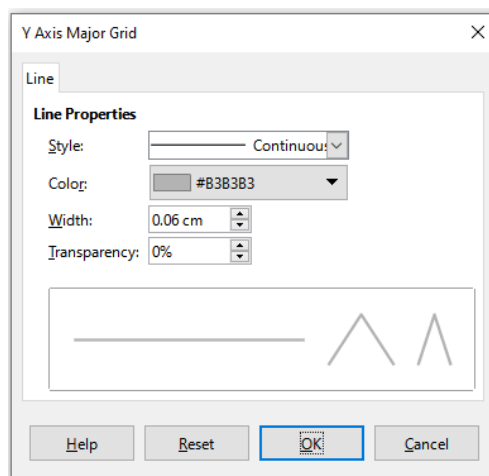 Y Axis Major Grid
Line
Line Properties
Style: Continuous
Color: #B3B3B3
Width: 0.06 cm
Transparency: 0%
Help Reset OK Cancel